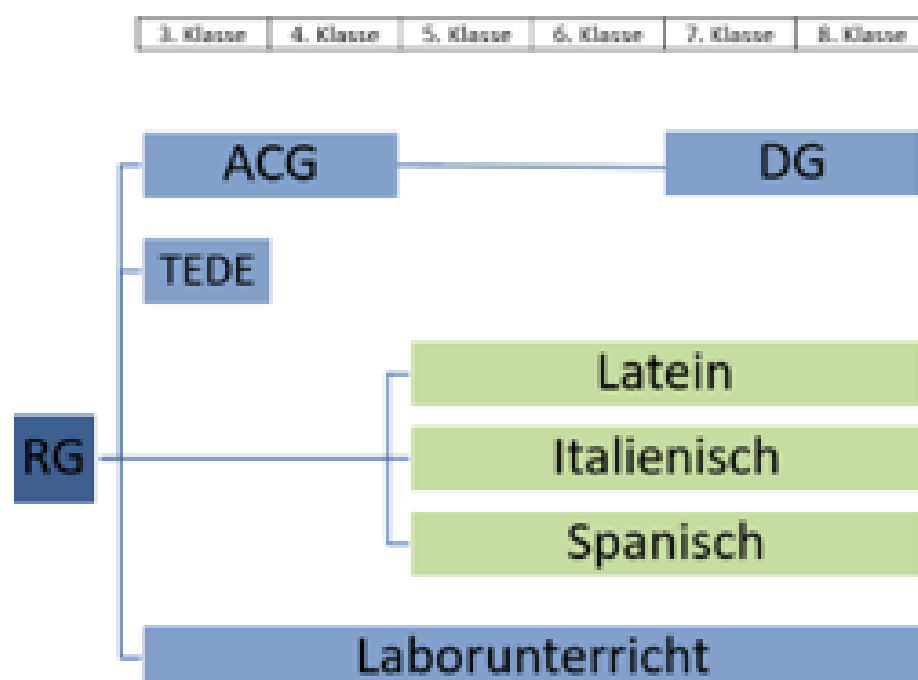 3. Klasse 4. Klasse 5. Klasse 6. Klasse 7. Klasse 8. Klasse
ACG DG
TEDE
Latein
RG Italienisch
Spanisch
Laborunterricht